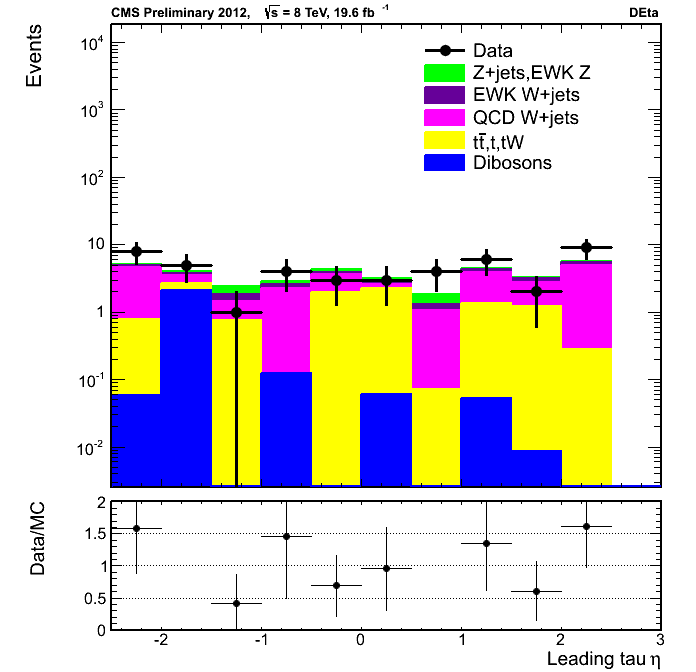 CMS Preliminary 2012, √s = 8 TeV, 19.6 fb⁻¹ DEta
Events
10⁴
10³
10²
10
1
10⁻¹
10⁻²
Data
Z+jets,EWK Z
EWK W+jets
QCD W+jets
tt̅,t,tW
Dibosons
Data/MC
2
1.5
1
0.5
0
-2 -1 0 1 2 3
Leading tau η